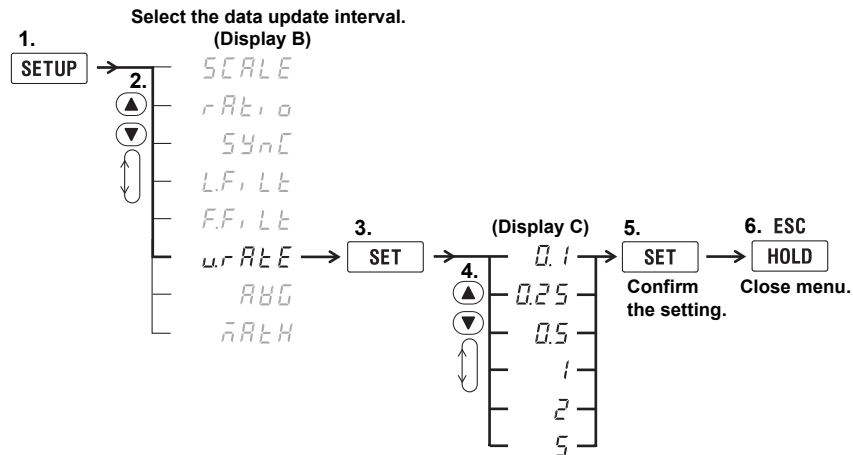 Select the data update interval.
1.
(Display B)
SETUP
2.
SCALE
rAtio
SYnC
L.FiLt
F.FiLt
u.rAtE
AVG
MAtH
3.
SET
(Display C)
4.
0.1
0.25
0.5
1
2
5
5.
SET
Confirm
the setting.
6. ESC
HOLD
Close menu.